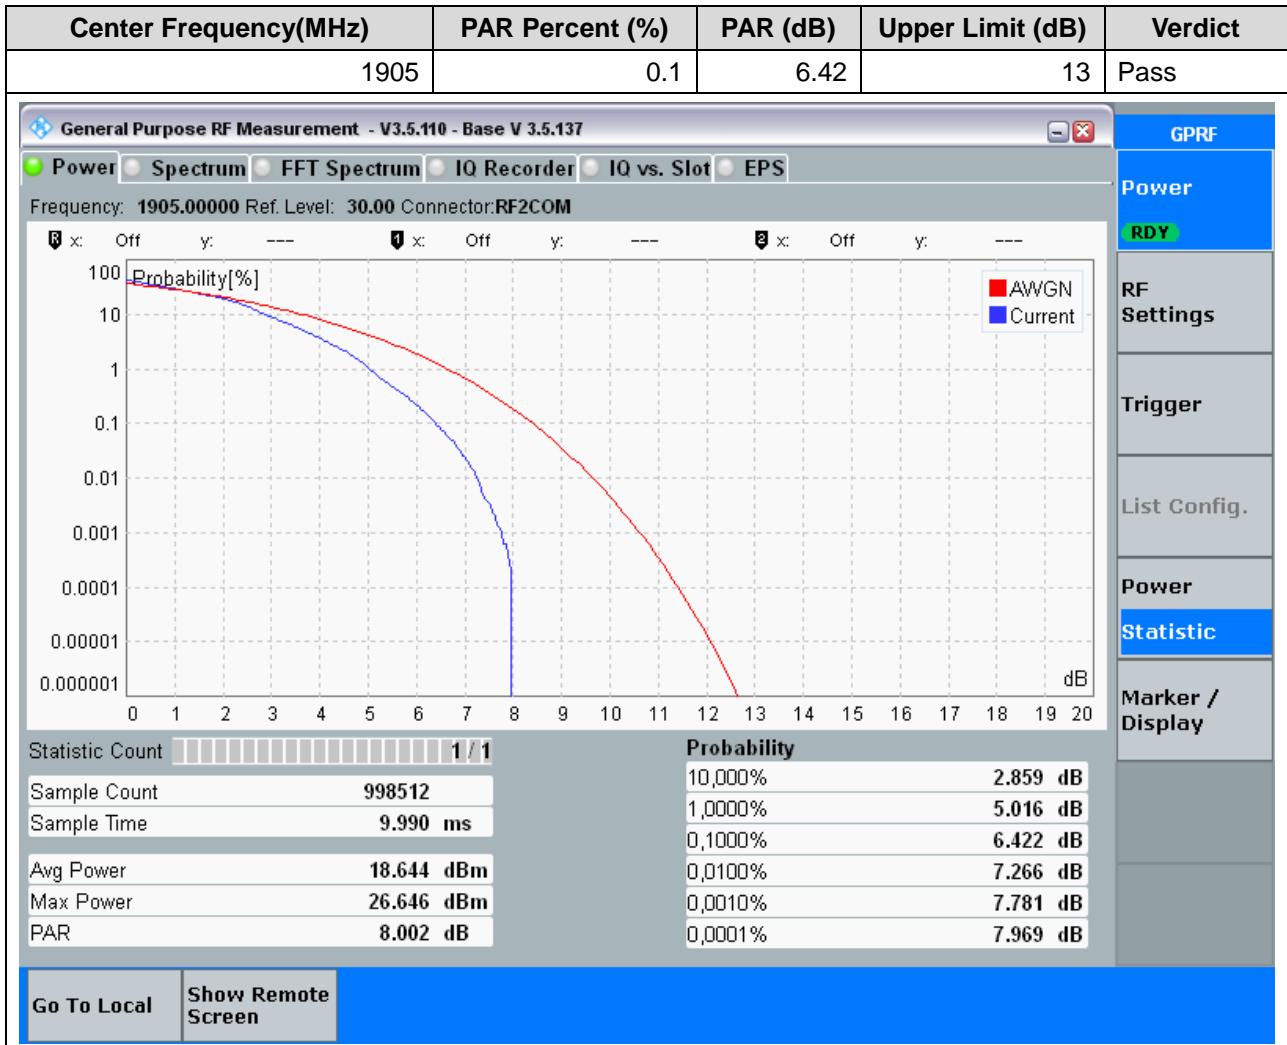 Center Frequency(MHz) PAR Percent (%) PAR (dB) Upper Limit (dB) Verdict
1905 0.1 6.42 13 Pass
General Purpose RF Measurement - V3.5.110 - Base V 3.5.137
GPRF
Power Spectrum FFT Spectrum IQ Recorder IQ vs. Slot EPS
Frequency: 1905.00000 Ref. Level: 30.00 Connector:RF2COM
R x: Off y: --- 1 x: Off y: --- 2 x: Off y: ---
Probability[%]
AWGN
Current
100
10
1
0.1
0.01
0.001
0.0001
0.00001
0.000001
dB
0 1 2 3 4 5 6 7 8 9 10 11 12 13 14 15 16 17 18 19 20
Statistic Count 1 / 1
Sample Count 998512
Sample Time 9.990 ms
Avg Power 18.644 dBm
Max Power 26.646 dBm
PAR 8.002 dB
Probability
10,000% 2.859 dB
1,0000% 5.016 dB
0,1000% 6.422 dB
0,0100% 7.266 dB
0,0010% 7.781 dB
0,0001% 7.969 dB
Power
RDY
RF
Settings
Trigger
List Config.
Power
Statistic
Marker /
Display
Go To Local
Show Remote
Screen